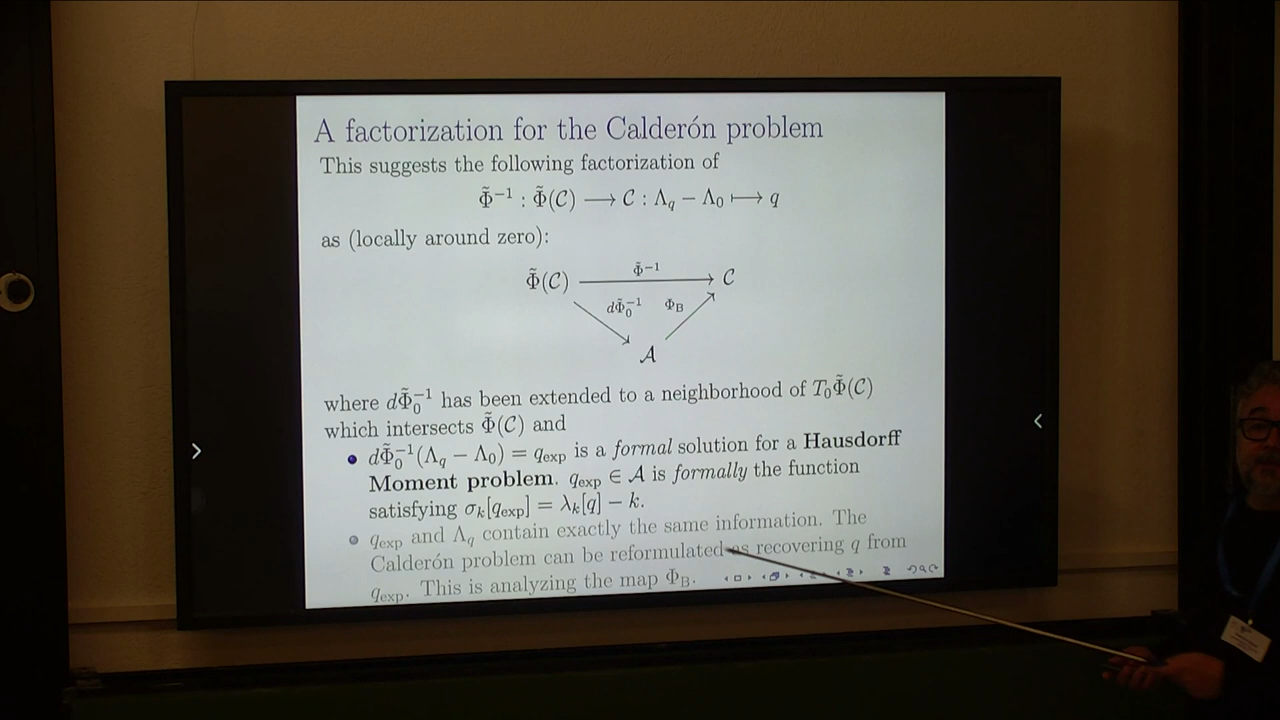 A factorization for the Calderón problem
This suggests the following factorization of
Φ̃⁻¹ : Φ̃(𝒞) ⟶ 𝒞 : Λ_q − Λ₀ ⟼ q
as (locally around zero):
Φ̃(𝒞) Φ̃⁻¹ 𝒞
dΦ̃₀⁻¹ Φ_B
𝒜
where dΦ̃₀⁻¹ has been extended to a neighborhood of T₀Φ̃(𝒞)
which intersects Φ̃(𝒞) and
• dΦ̃₀⁻¹(Λ_q − Λ₀) = q_exp is a formal solution for a Hausdorff
Moment problem. q_exp ∈ 𝒜 is formally the function
satisfying σ_k[q_exp] = λ_k[q] − k.
• q_exp and Λ_q contain exactly the same information. The
Calderón problem can be reformulated as recovering q from
q_exp. This is analyzing the map Φ_B.